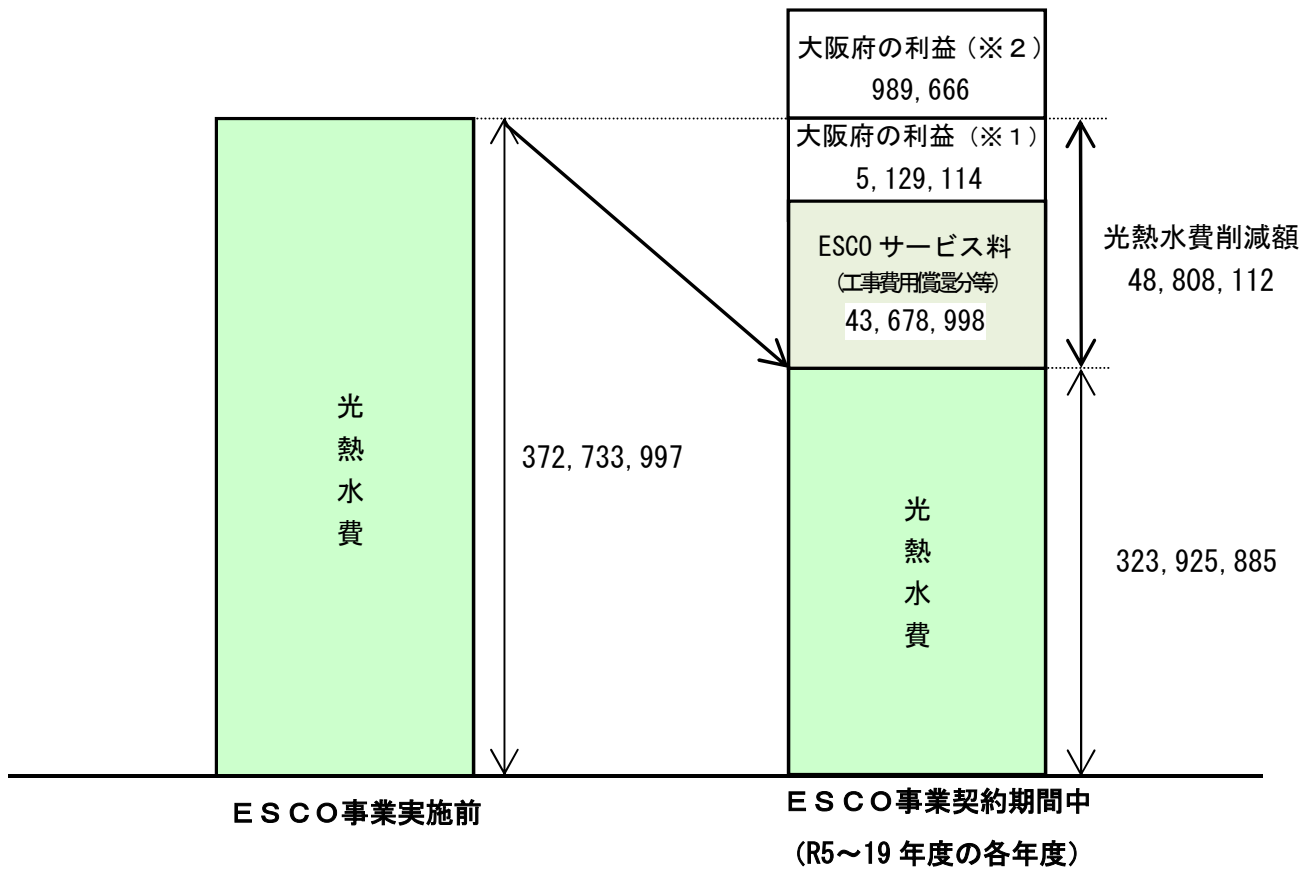 大阪府の利益（※２）
989,666
大阪府の利益（※１）
5,129,114
ESCOサービス料
（工事費用償還分等）
43,678,998
光熱水費削減額
48,808,112
光熱水費
372,733,997
光熱水費
323,925,885
ＥＳＣＯ事業実施前
ＥＳＣＯ事業契約期間中
（R5～19年度の各年度）